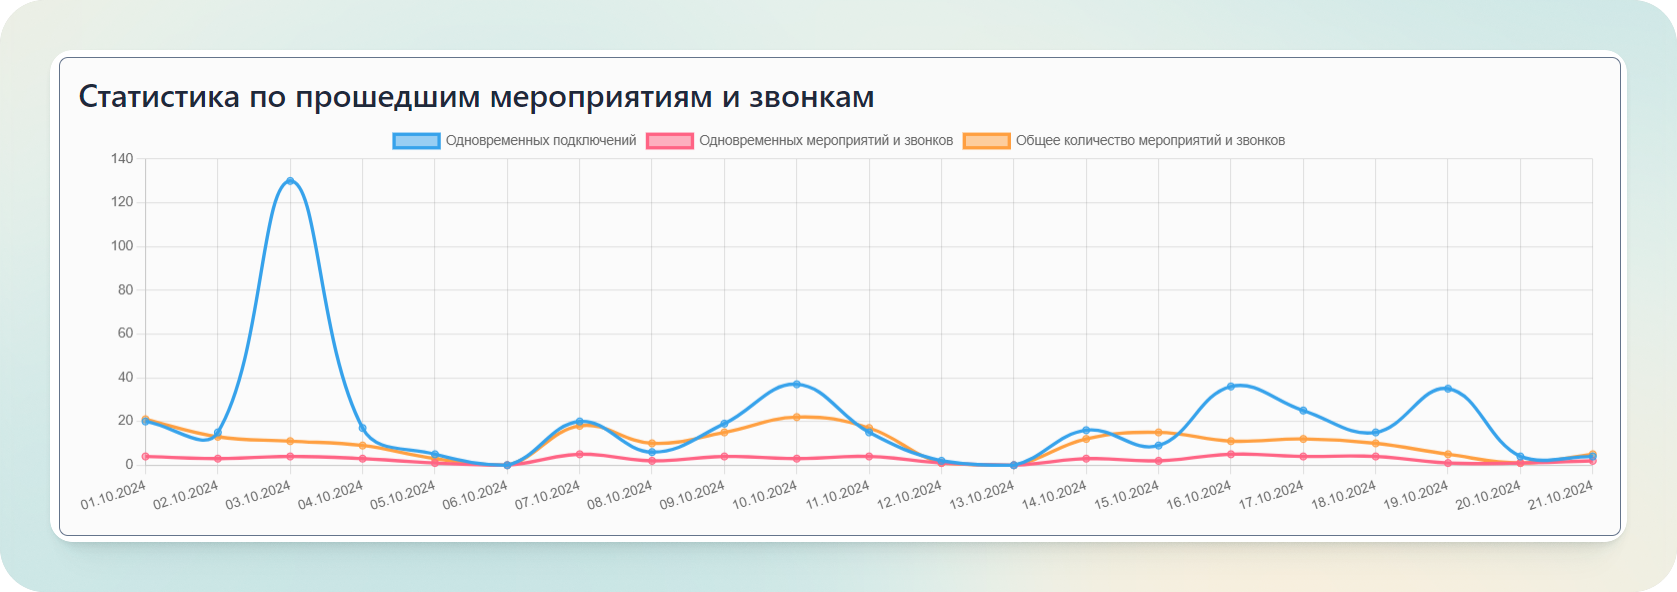 Статистика по прошедшим мероприятиям и звонкам
Одновременных подключений Одновременных мероприятий и звонков Общее количество мероприятий и звонков
140
120
100
80
60
40
20
0
01.10.2024 02.10.2024 03.10.2024 04.10.2024 05.10.2024 06.10.2024 07.10.2024 08.10.2024 09.10.2024 10.10.2024 11.10.2024 12.10.2024 13.10.2024 14.10.2024 15.10.2024 16.10.2024 17.10.2024 18.10.2024 19.10.2024 20.10.2024 21.10.2024